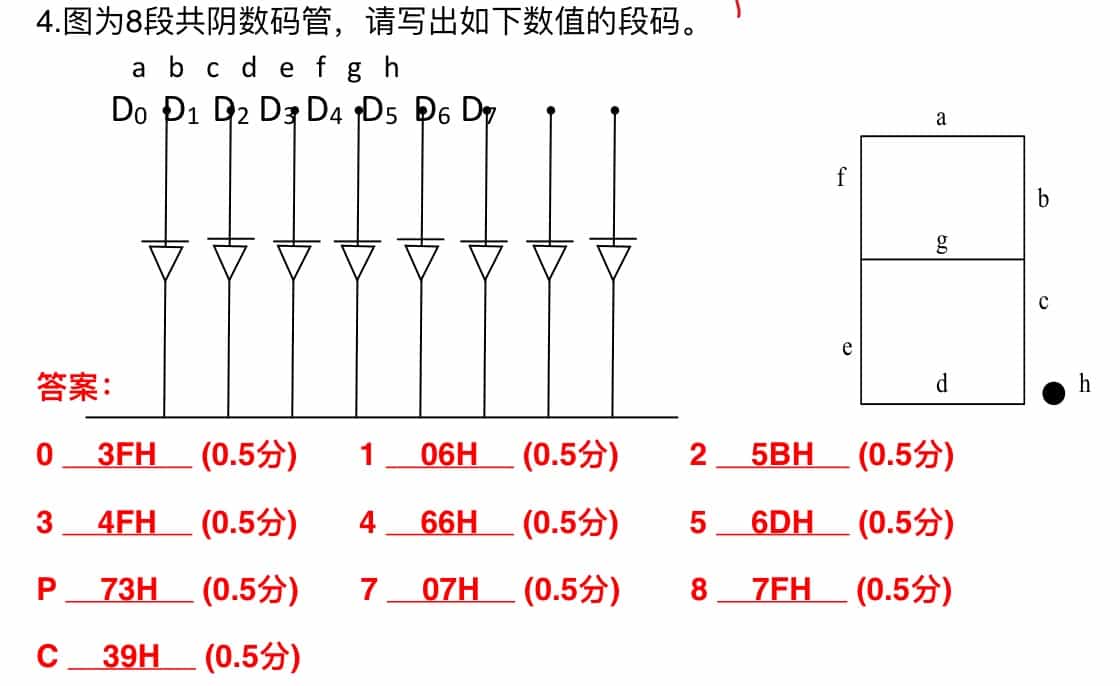 4.图为8段共阴数码管，请写出如下数值的段码。
a b c d e f g h
D0 D1 D2 D3 D4 D5 D6 D7
a
f
b
g
c
e
d
h
答案：
0 3FH (0.5分) 1 06H (0.5分) 2 5BH (0.5分)
3 4FH (0.5分) 4 66H (0.5分) 5 6DH (0.5分)
P 73H (0.5分) 7 07H (0.5分) 8 7FH (0.5分)
C 39H (0.5分)